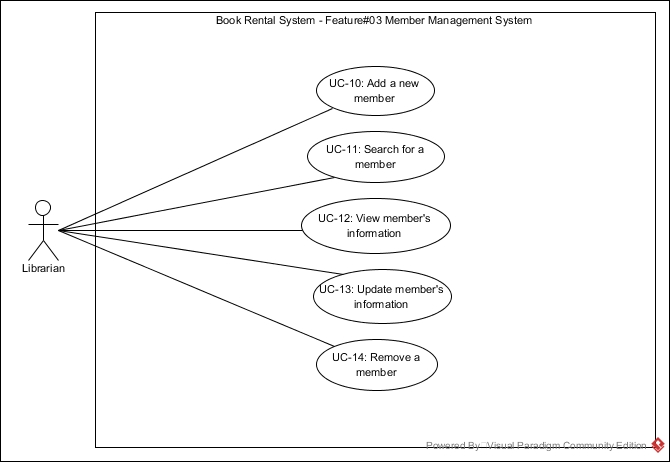 Book Rental System - Feature#03 Member Management System
UC-10: Add a new
member
UC-11: Search for a
member
UC-12: View member's
information
Librarian
UC-13: Update member's
information
UC-14: Remove a
member
Powered By Visual Paradigm Community Edition